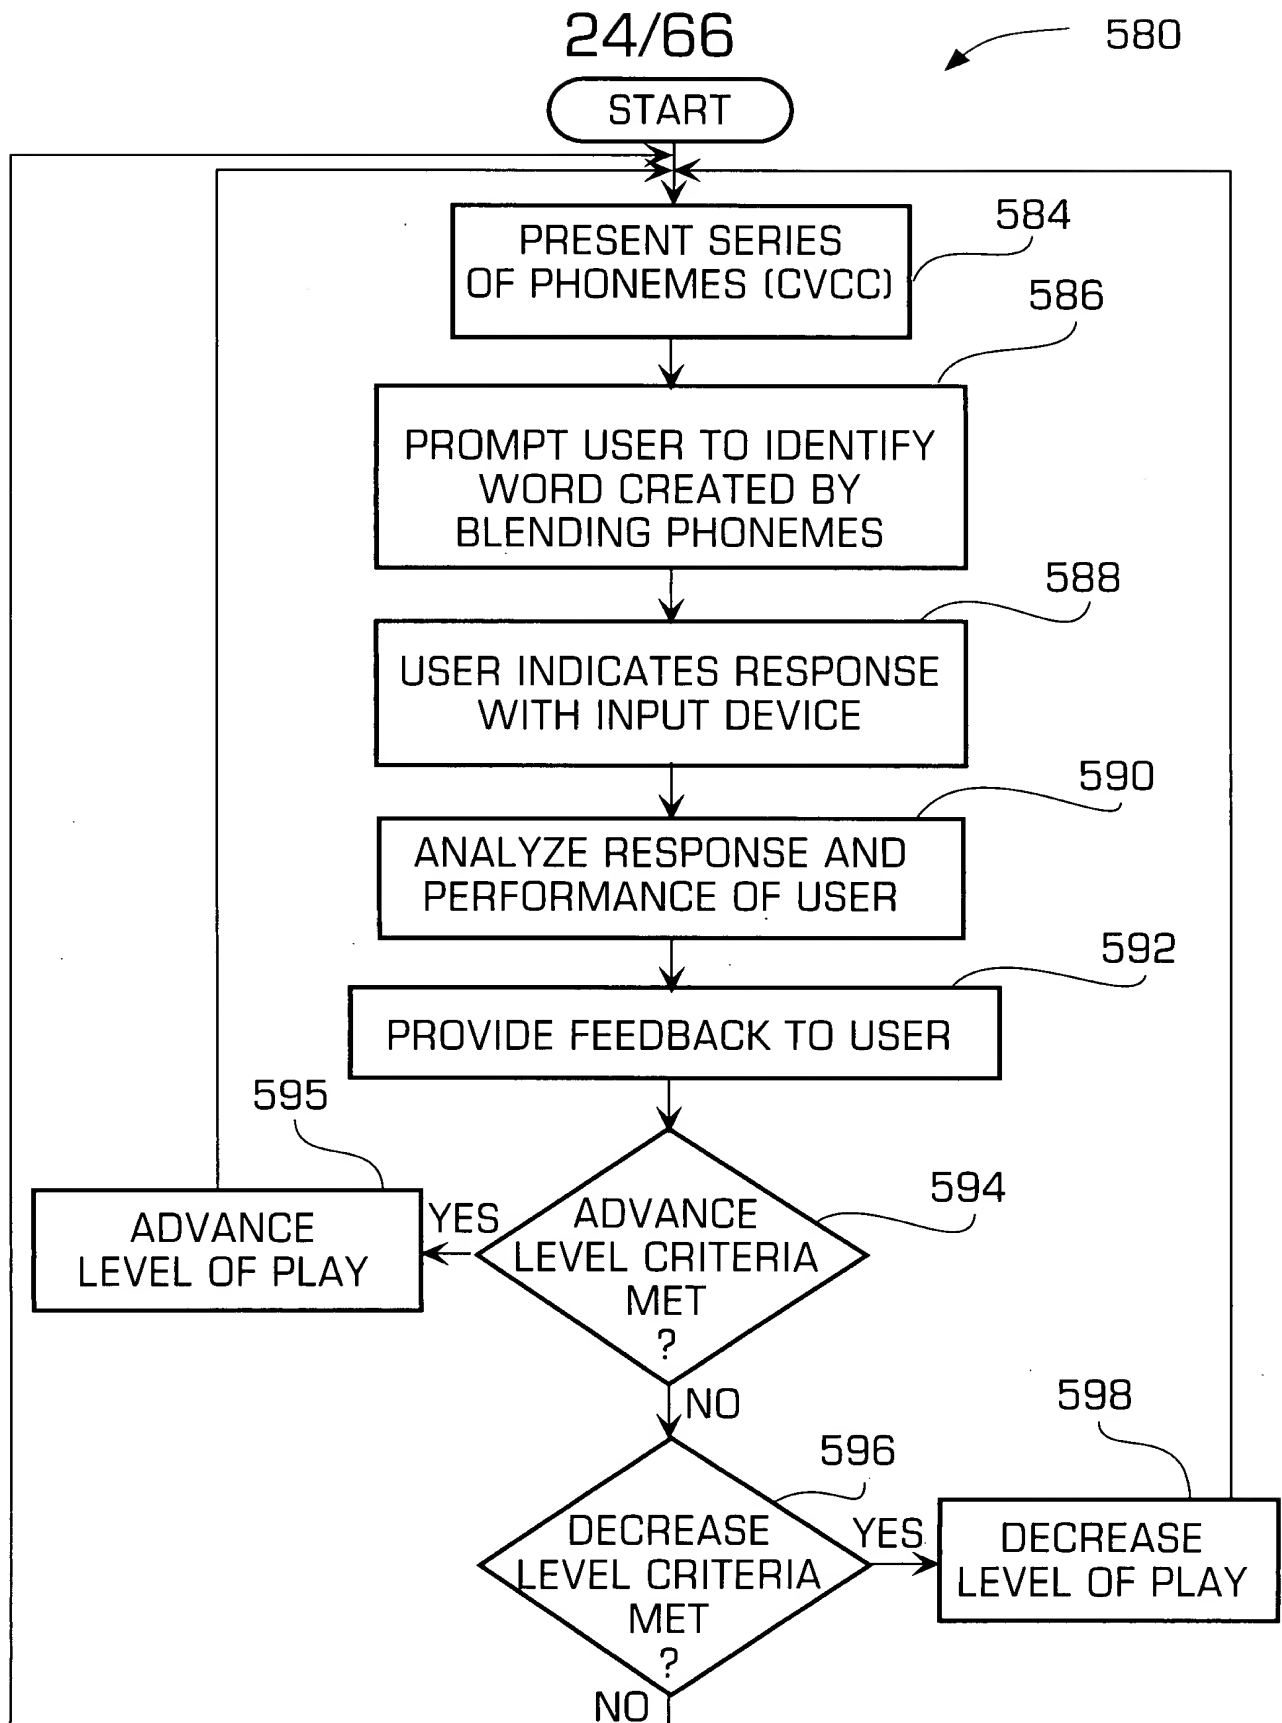 24/66
580
START
584
PRESENT SERIES
OF PHONEMES (CVCC)
586
PROMPT USER TO IDENTIFY
WORD CREATED BY
BLENDING PHONEMES
588
USER INDICATES RESPONSE
WITH INPUT DEVICE
590
ANALYZE RESPONSE AND
PERFORMANCE OF USER
592
PROVIDE FEEDBACK TO USER
595
594
ADVANCE
LEVEL OF PLAY
YES
ADVANCE
LEVEL CRITERIA
MET
?
NO
598
596
DECREASE
LEVEL CRITERIA
MET
?
YES
DECREASE
LEVEL OF PLAY
NO